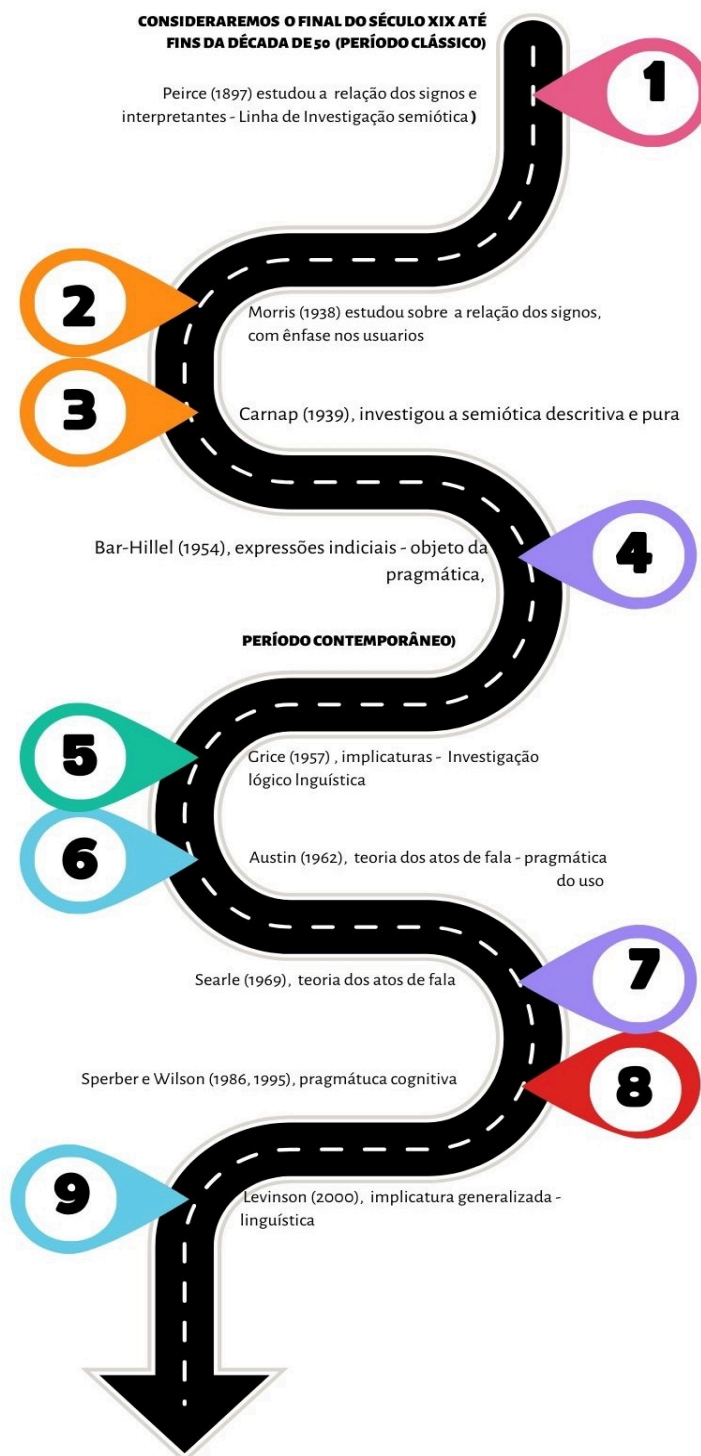 CONSIDERAREMOS O FINAL DO SÉCULO XIX ATÉ
FINS DA DÉCADA DE 50 (PERÍODO CLÁSSICO)
1
Peirce (1897) estudou a relação dos signos e
interpretantes - Linha de Investigação semiótica )
2
Morris (1938) estudou sobre a relação dos signos,
com ênfase nos usuarios
3
Carnap (1939), investigou a semiótica descritiva e pura
4
Bar-Hillel (1954), expressões indiciais - objeto da
pragmática,
PERÍODO CONTEMPORÂNEO)
5
Grice (1957) , implicaturas - Investigação
lógico lnguística
6
Austin (1962), teoria dos atos de fala - pragmática
do uso
7
Searle (1969), teoria dos atos de fala
8
Sperber e Wilson (1986, 1995), pragmátuca cognitiva
9
Levinson (2000), implicatura generalizada -
linguística